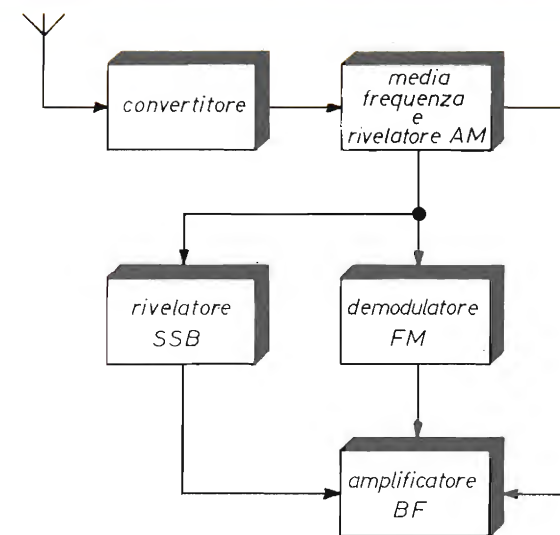 convertitore
media
frequenza
e
rivelatore AM
rivelatore
SSB
demodulatore
FM
amplificatore
BF